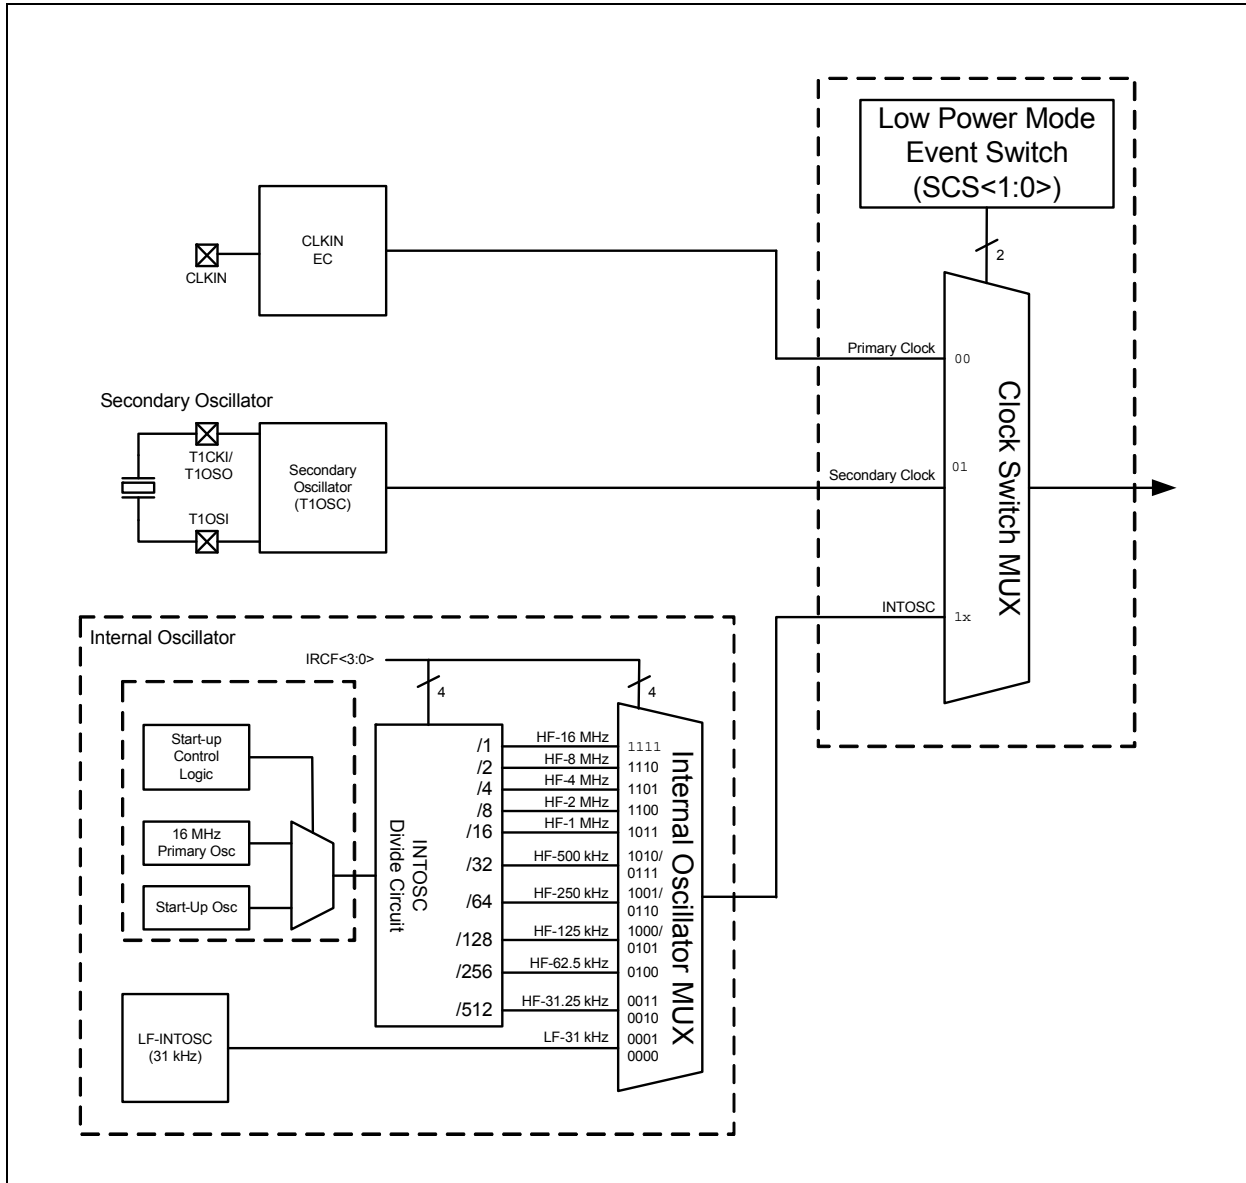 Low Power Mode
Event Switch
(SCS<1:0>)
2
CLKIN
EC
CLKIN
Primary Clock
00
Secondary Oscillator
T1CKI/
T1OSO
Secondary
Oscillator
(T1OSC)
T1OSI
Secondary Clock
01
Clock Switch MUX
INTOSC
1x
Internal Oscillator
IRCF<3:0>
4
4
Start-up
Control
Logic
16 MHz
Primary Osc
Start-Up Osc
INTOSC
Divide Circuit
/1
HF-16 MHz
1111
/2
HF-8 MHz
1110
/4
HF-4 MHz
1101
/8
HF-2 MHz
1100
/16
HF-1 MHz
1011
/32
HF-500 kHz
1010/
0111
/64
HF-250 kHz
1001/
0110
/128
HF-125 kHz
1000/
0101
/256
HF-62.5 kHz
0100
/512
HF-31.25 kHz
0011
0010
LF-31 kHz
0001
0000
Internal Oscillator MUX
LF-INTOSC
(31 kHz)